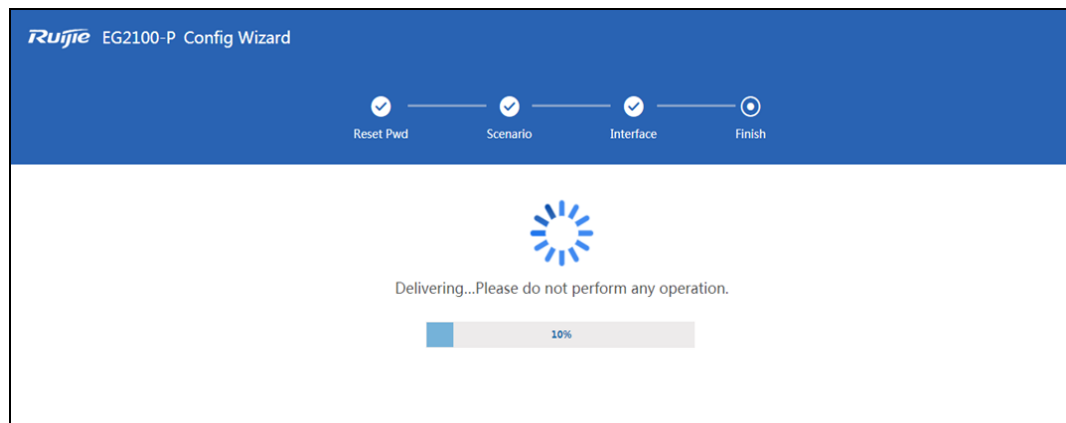 Ruijie EG2100-P Config Wizard
Reset Pwd Scenario Interface Finish
Delivering...Please do not perform any operation.
10%